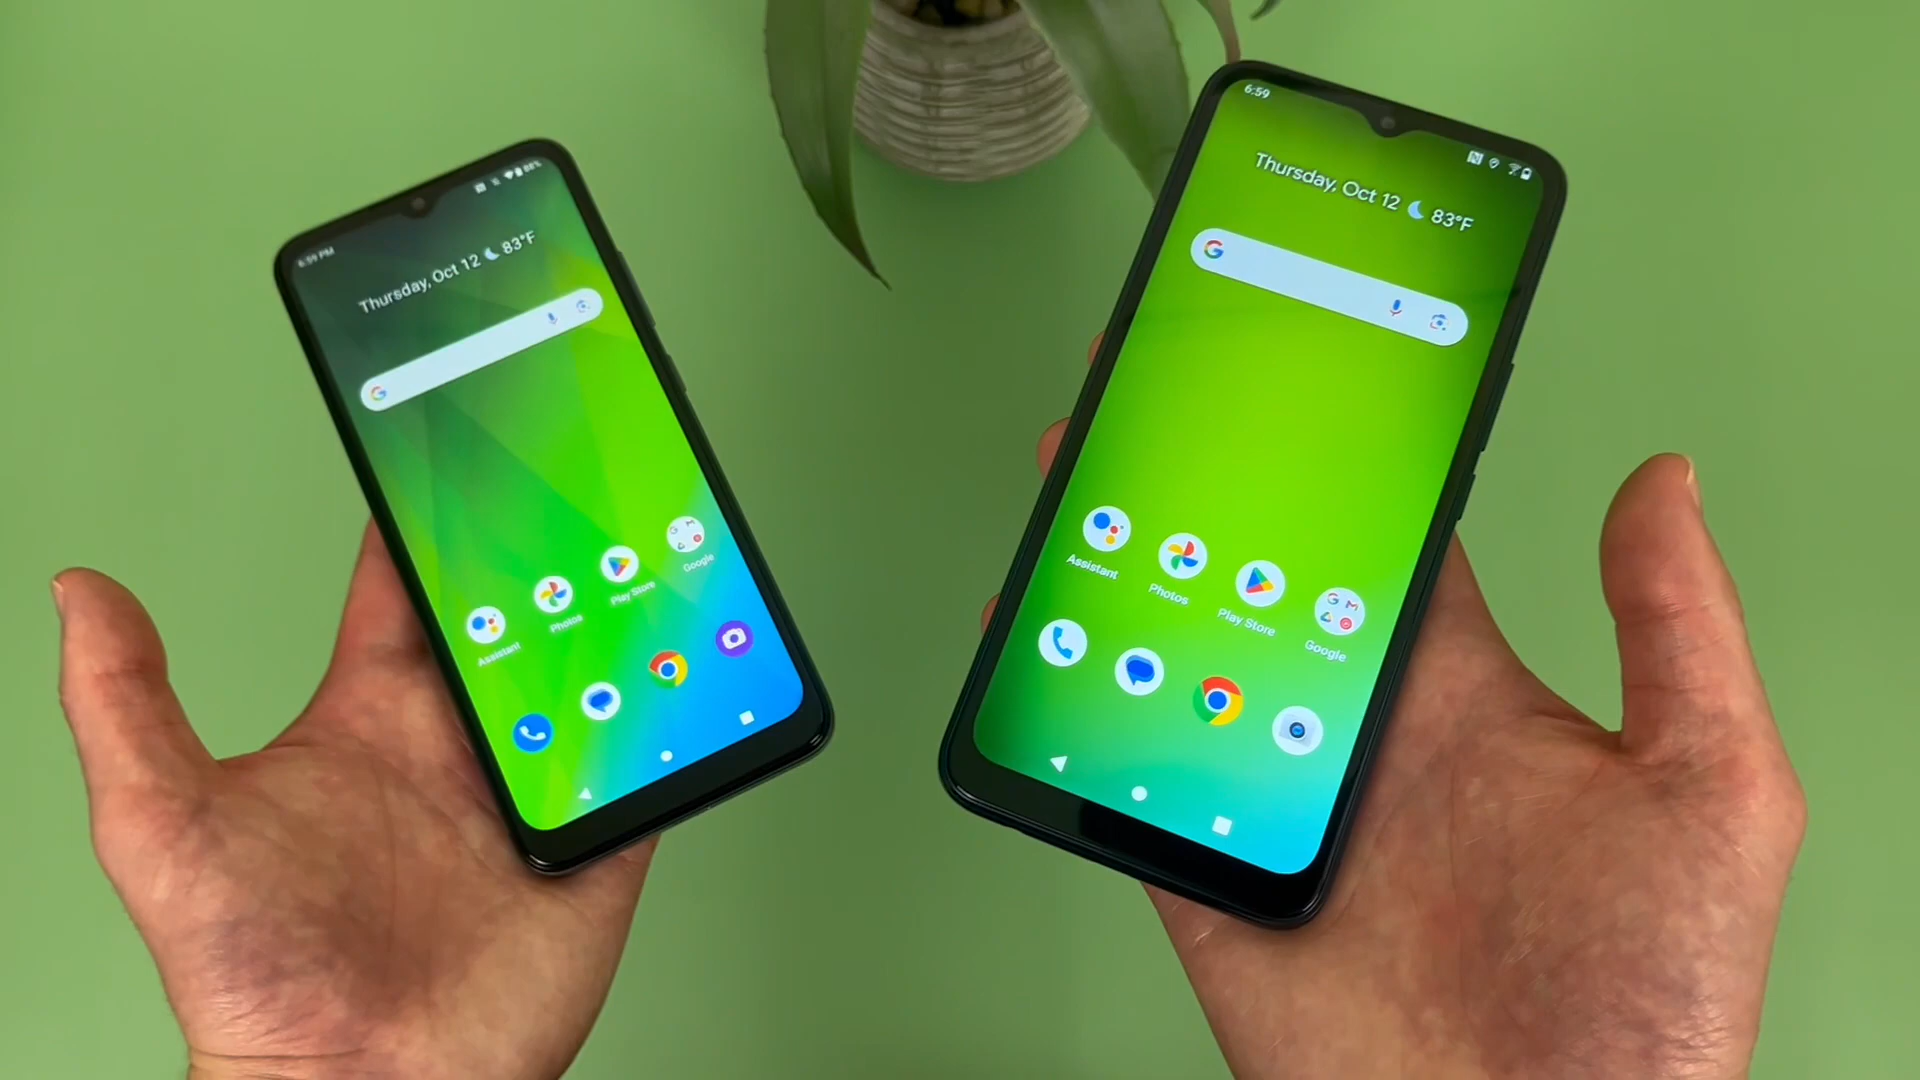 6:59 PM
88%
Thursday, Oct 12 83°F
G
Assistant
Photos
Play Store
Google
6:59
Thursday, Oct 12 83°F
G
Assistant
Photos
Play Store
Google